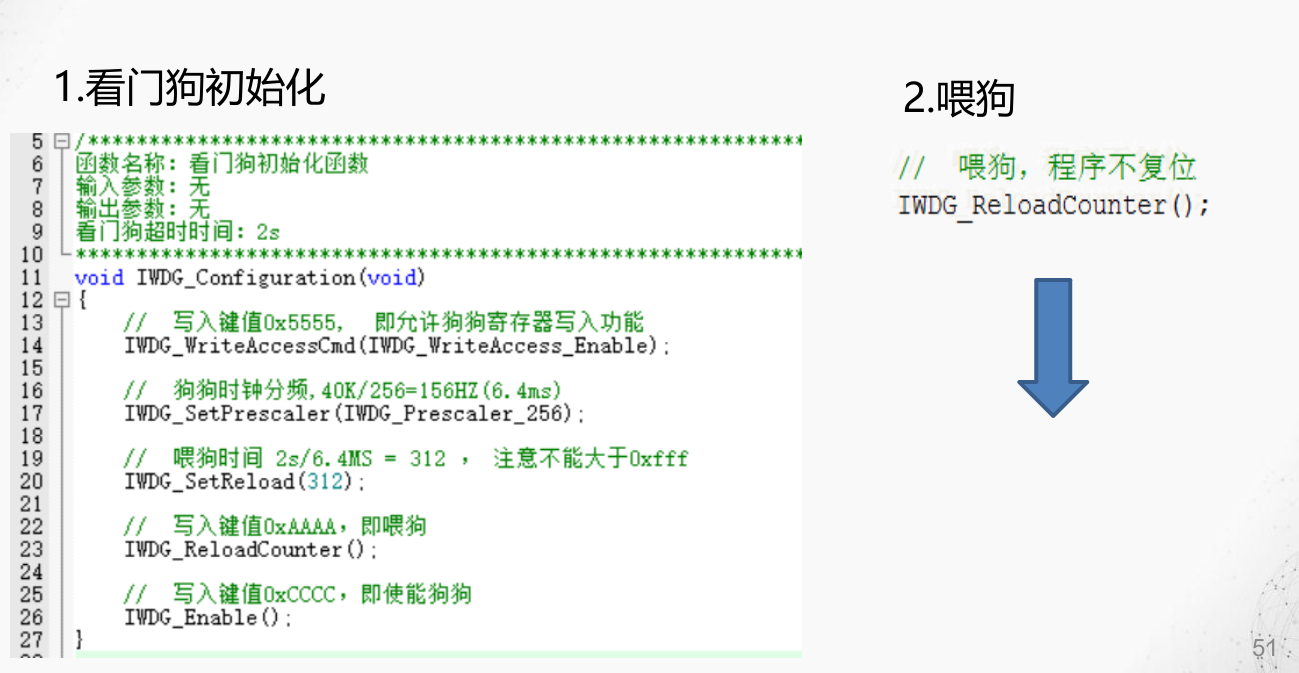 1.看门狗初始化
5 /************************************************************
6 函数名称：看门狗初始化函数
7 输入参数：无
8 输出参数：无
9 看门狗超时时间：2s
10 ************************************************************
11 void IWDG_Configuration(void)
12 {
13 //  写入键值0x5555,  即允许狗狗寄存器写入功能
14 IWDG_WriteAccessCmd(IWDG_WriteAccess_Enable);
15
16 //  狗狗时钟分频,40K/256=156HZ(6.4ms)
17 IWDG_SetPrescaler(IWDG_Prescaler_256);
18
19 //  喂狗时间 2s/6.4MS = 312 ， 注意不能大于0xfff
20 IWDG_SetReload(312);
21
22 //  写入键值0xAAAA，即喂狗
23 IWDG_ReloadCounter();
24
25 //  写入键值0xCCCC，即使能狗狗
26 IWDG_Enable();
27 }
2.喂狗
//  喂狗，程序不复位
IWDG_ReloadCounter();
51